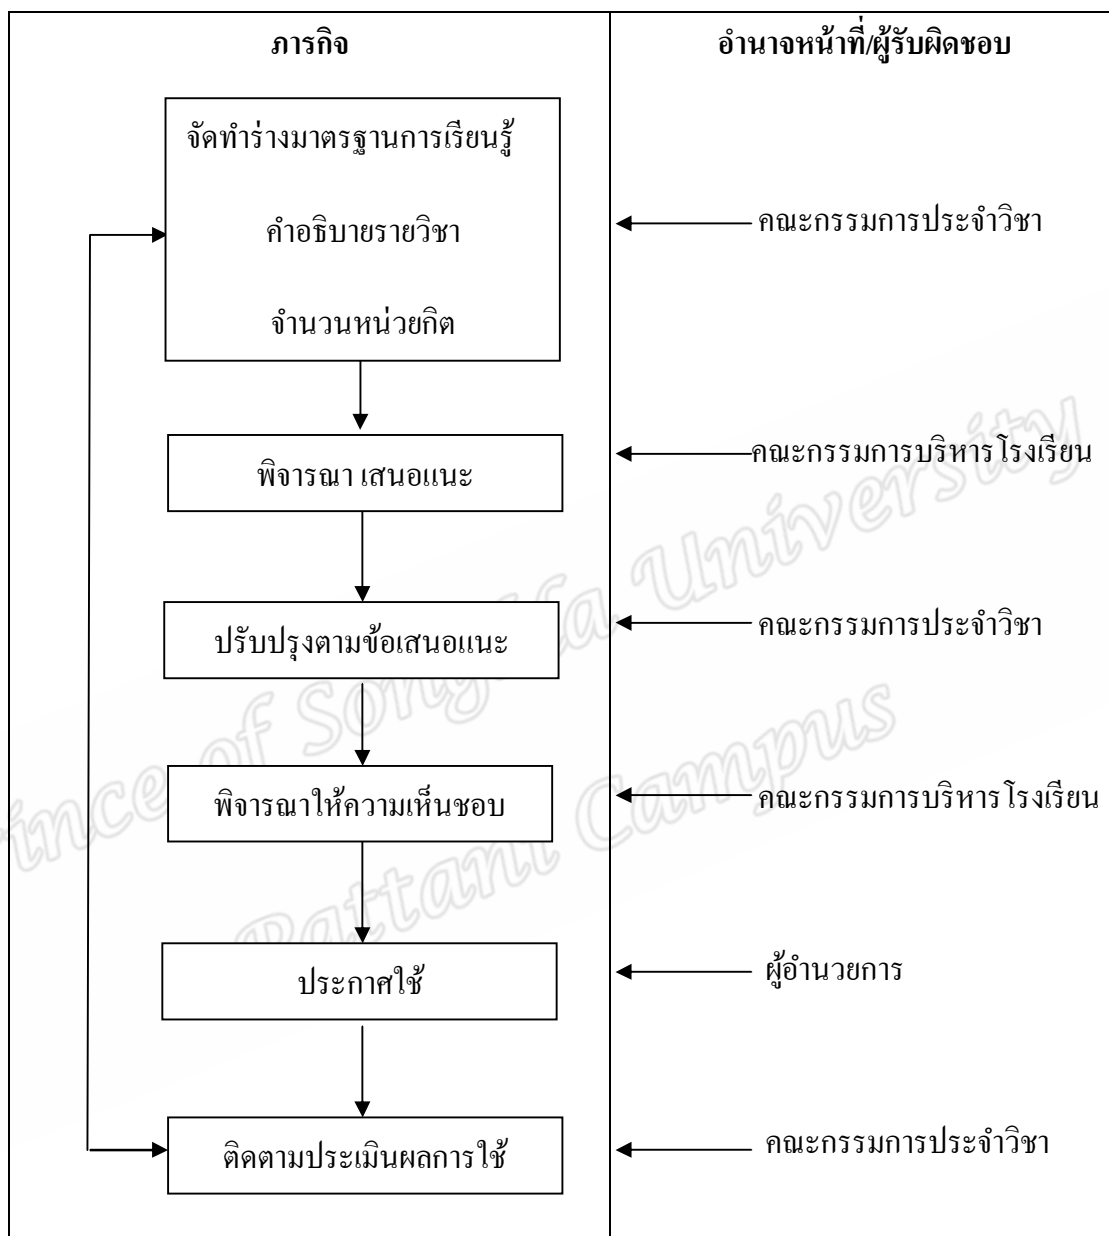 ภารกิจ
อำนาจหน้าที่/ผู้รับผิดชอบ
จัดทำร่างมาตรฐานการเรียนรู้
คำอธิบายรายวิชา
คณะกรรมการประจำวิชา
จำนวนหน่วยกิต
พิจารณา เสนอแนะ
คณะกรรมการบริหารโรงเรียน
ปรับปรุงตามข้อเสนอแนะ
คณะกรรมการประจำวิชา
พิจารณาให้ความเห็นชอบ
คณะกรรมการบริหารโรงเรียน
ประกาศใช้
ผู้อำนวยการ
ติดตามประเมินผลการใช้
คณะกรรมการประจำวิชา
rince of Songkla University
Pattani Campus